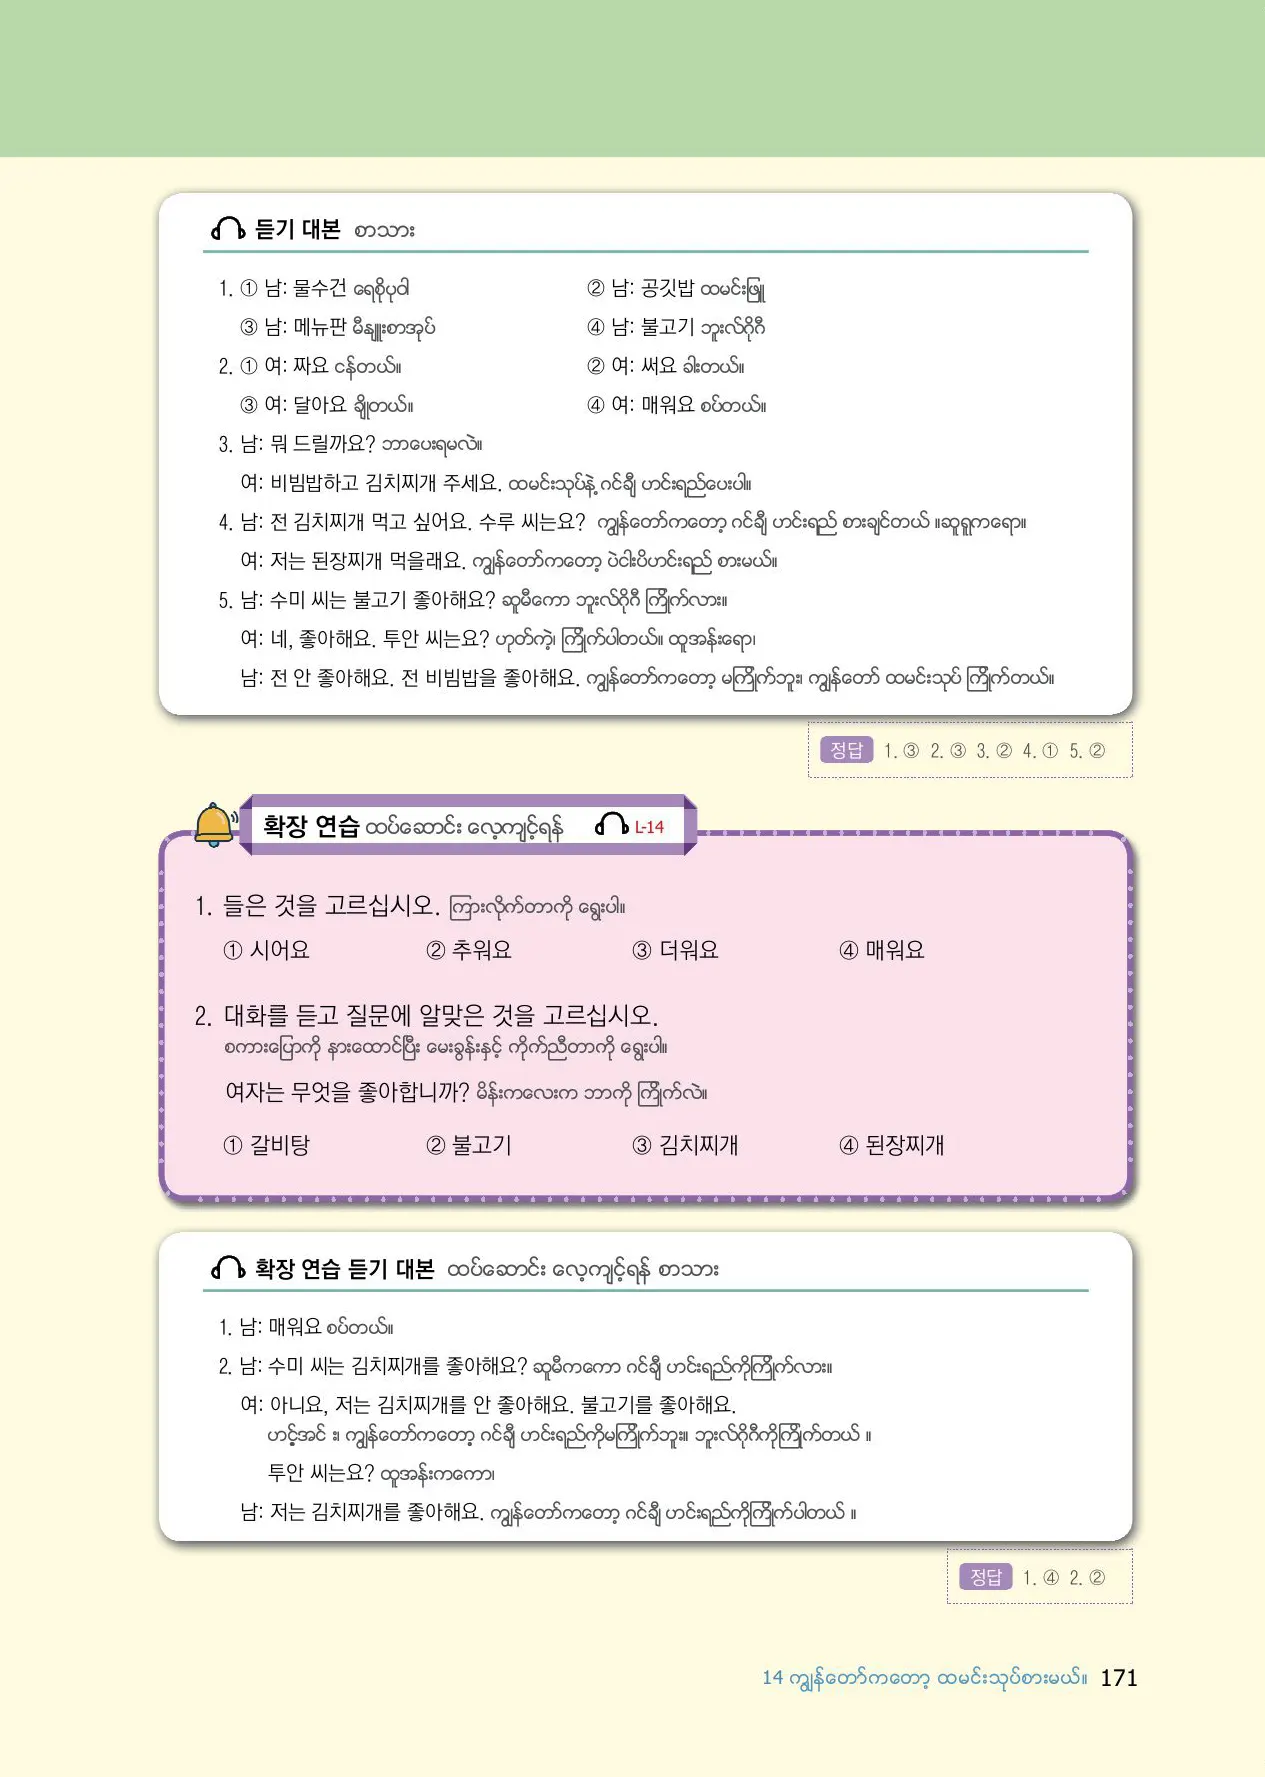 듣기 대본 စာသား
1. ① 남: 물수건 ရေစိုပုဝါ ② 남: 공깃밥 ထမင်းဖြူ
③ 남: 메뉴판 မီနျူးစာအုပ် ④ 남: 불고기 ဘူးလ်ဂိုဂီ
2. ① 여: 짜요 ငန်တယ်။ ② 여: 써요 ခါးတယ်။
③ 여: 달아요 ချိုတယ်။ ④ 여: 매워요 စပ်တယ်။
3. 남: 뭐 드릴까요? ဘာပေးရမလဲ။
여: 비빔밥하고 김치찌개 주세요. ထမင်းသုပ်နဲ့ ဂင်ချီ ဟင်းရည်ပေးပါ။
4. 남: 전 김치찌개 먹고 싶어요. 수루 씨는요? ကျွန်တော်ကတော့ ဂင်ချီ ဟင်းရည် စားချင်တယ် ။ဆူရူကရော။
여: 저는 된장찌개 먹을래요. ကျွန်တော်ကတော့ ပဲငါးပိဟင်းရည် စားမယ်။
5. 남: 수미 씨는 불고기 좋아해요? ဆူမီကော ဘူးလ်ဂိုဂီ ကြိုက်လား။
여: 네, 좋아해요. 투안 씨는요? ဟုတ်ကဲ့၊ ကြိုက်ပါတယ်။ ထူအန်းရော၊
남: 전 안 좋아해요. 전 비빔밥을 좋아해요. ကျွန်တော်ကတော့ မကြိုက်ဘူး၊ ကျွန်တော် ထမင်းသုပ် ကြိုက်တယ်။
정답 1. ③ 2. ③ 3. ② 4. ① 5. ②
확장 연습 ထပ်ဆောင်း လေ့ကျင့်ရန် L-14
1. 들은 것을 고르십시오. ကြားလိုက်တာကို ရွေးပါ။
① 시어요 ② 추워요 ③ 더워요 ④ 매워요
2. 대화를 듣고 질문에 알맞은 것을 고르십시오.
စကားပြောကို နားထောင်ပြီး မေးခွန်းနှင့် ကိုက်ညီတာကို ရွေးပါ။
여자는 무엇을 좋아합니까? မိန်းကလေးက ဘာကို ကြိုက်လဲ။
① 갈비탕 ② 불고기 ③ 김치찌개 ④ 된장찌개
확장 연습 듣기 대본 ထပ်ဆောင်း လေ့ကျင့်ရန် စာသား
1. 남: 매워요 စပ်တယ်။
2. 남: 수미 씨는 김치찌개를 좋아해요? ဆူမီကကော ဂင်ချီ ဟင်းရည်ကိုကြိုက်လား။
여: 아니요, 저는 김치찌개를 안 좋아해요. 불고기를 좋아해요.
ဟင့်အင် း၊ ကျွန်တော်ကတော့ ဂင်ချီ ဟင်းရည်ကိုမကြိုက်ဘူး။ ဘူးလ်ဂိုဂီကိုကြိုက်တယ် ။
투안 씨는요? ထူအန်းကကော၊
남: 저는 김치찌개를 좋아해요. ကျွန်တော်ကတော့ ဂင်ချီ ဟင်းရည်ကိုကြိုက်ပါတယ် ။
정답 1. ④ 2. ②
14 ကျွန်တော်ကတော့ ထမင်းသုပ်စားမယ်။ 171